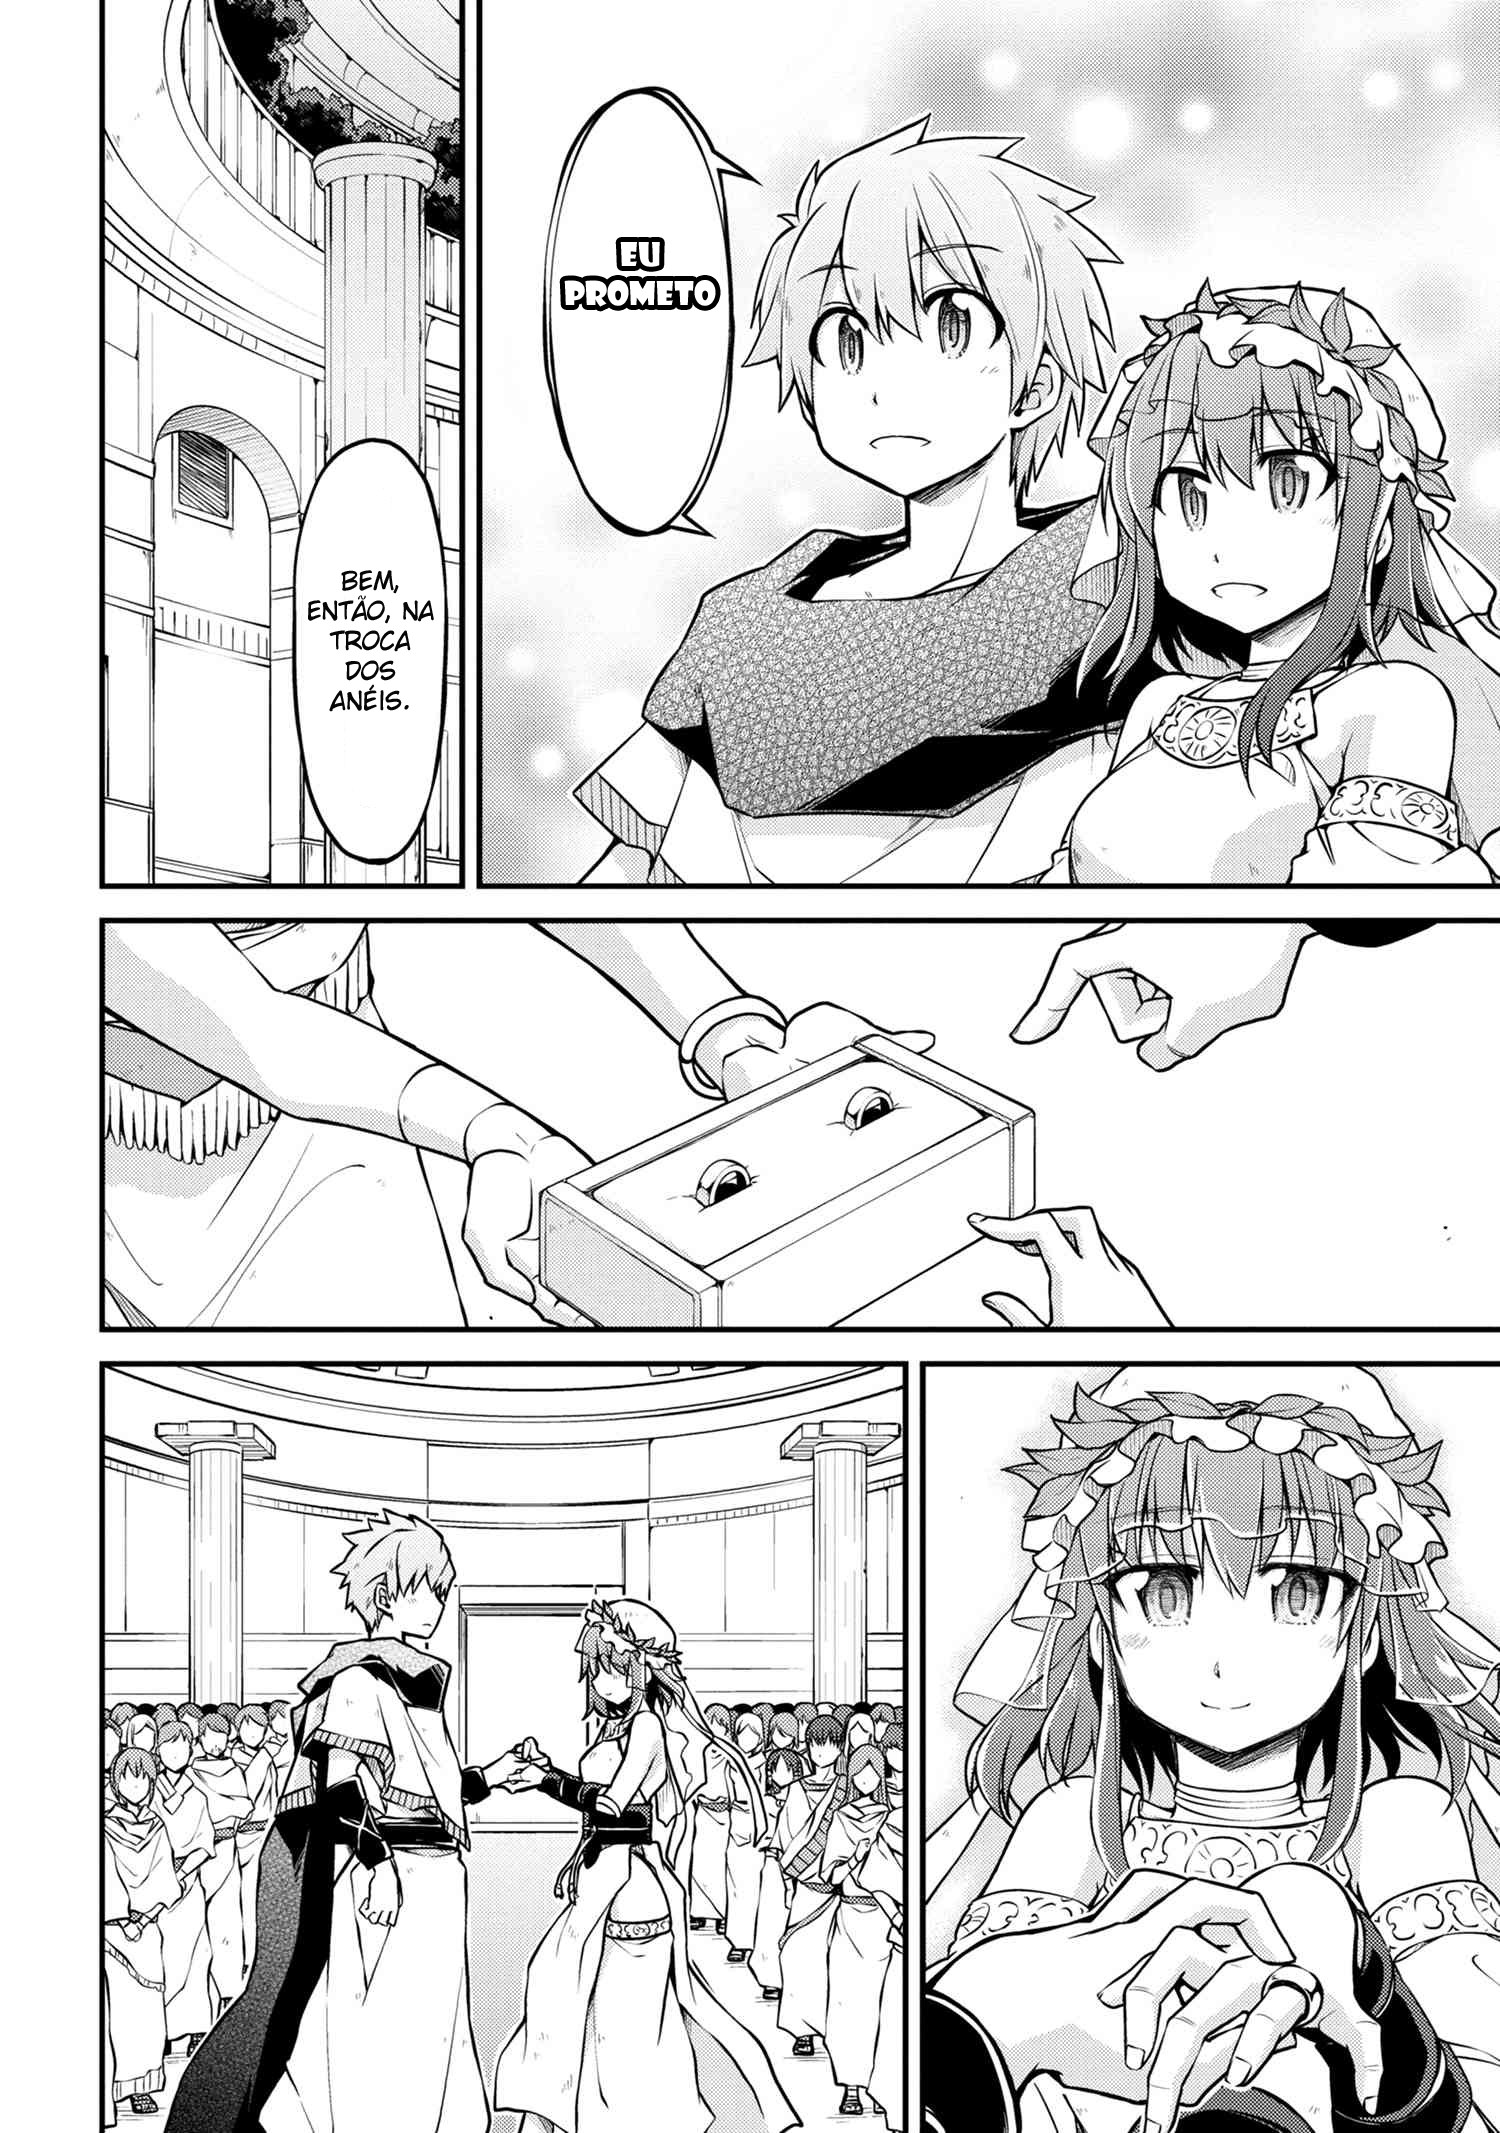 EU
PROMETO
BEM,
ENTÃO, NA
TROCA
DOS
ANÉIS.